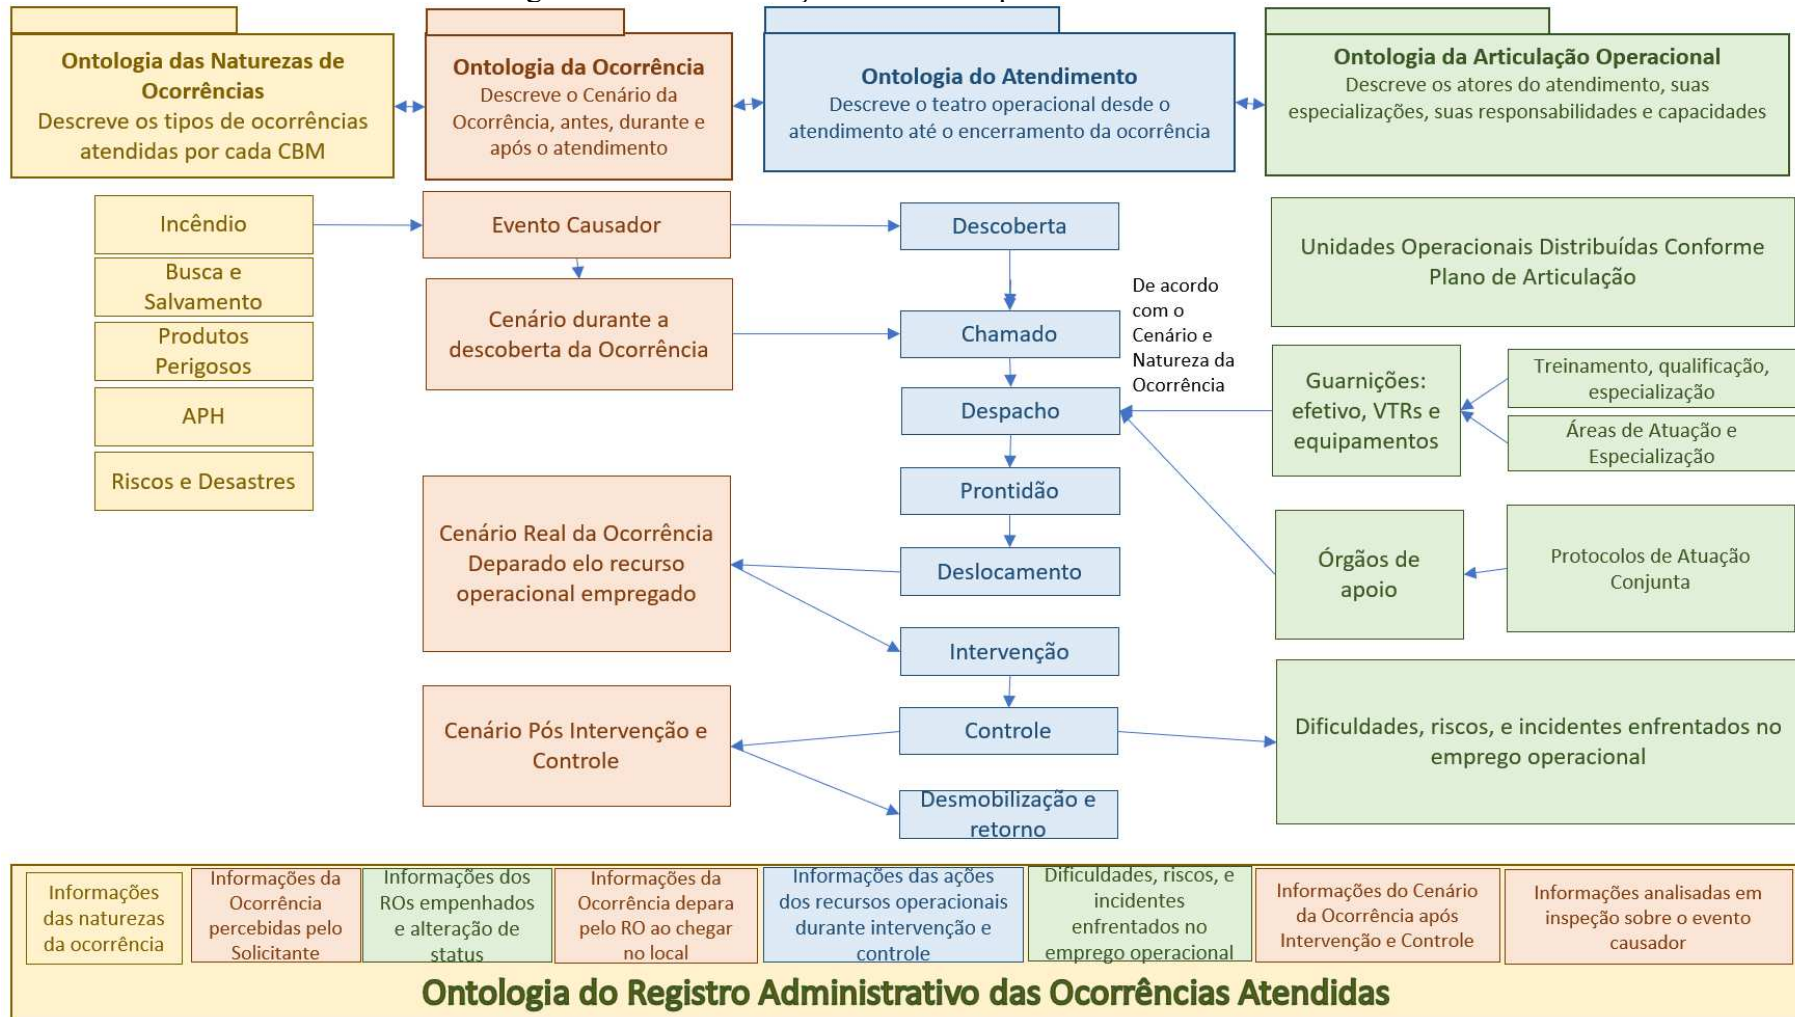 Ontologia das Naturezas de
Ocorrências
Descreve os tipos de ocorrências
atendidas por cada CBM
Ontologia da Ocorrência
Descreve o Cenário da
Ocorrência, antes, durante e
após o atendimento
Ontologia do Atendimento
Descreve o teatro operacional desde o
atendimento até o encerramento da ocorrência
Ontologia da Articulação Operacional
Descreve os atores do atendimento, suas
especializações, suas responsabilidades e capacidades
Incêndio
Busca e
Salvamento
Produtos
Perigosos
APH
Riscos e Desastres
Evento Causador
Cenário durante a
descoberta da Ocorrência
Cenário Real da Ocorrência
Deparado elo recurso
operacional empregado
Cenário Pós Intervenção e
Controle
Descoberta
Chamado
Despacho
Prontidão
Deslocamento
Intervenção
Controle
Desmobilização e
retorno
De acordo
com o
Cenário e
Natureza da
Ocorrência
Unidades Operacionais Distribuídas Conforme
Plano de Articulação
Guarnições:
efetivo, VTRs e
equipamentos
Treinamento, qualificação,
especialização
Áreas de Atuação e
Especialização
Órgãos de
apoio
Protocolos de Atuação
Conjunta
Dificuldades, riscos, e incidentes enfrentados no
emprego operacional
Informações
das naturezas
da ocorrência
Informações da
Ocorrência
percebidas pelo
Solicitante
Informações dos
ROs empenhados
e alteração de
status
Informações da
Ocorrência depara
pelo RO ao chegar
no local
Informações das ações
dos recursos operacionais
durante intervenção e
controle
Dificuldades, riscos, e
incidentes
enfrentados no
emprego operacional
Informações do Cenário
da Ocorrência após
Intervenção e Controle
Informações analisadas em
inspeção sobre o evento
causador
Ontologia do Registro Administrativo das Ocorrências Atendidas